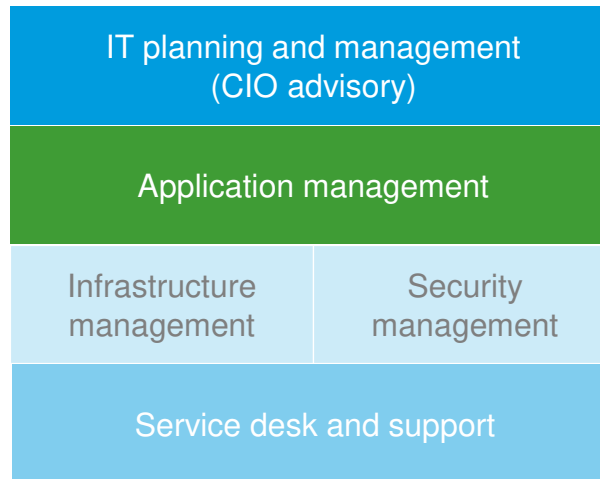 IT planning and management
(CIO advisory)
Application management
Infrastructure
management
Security
management
Service desk and support